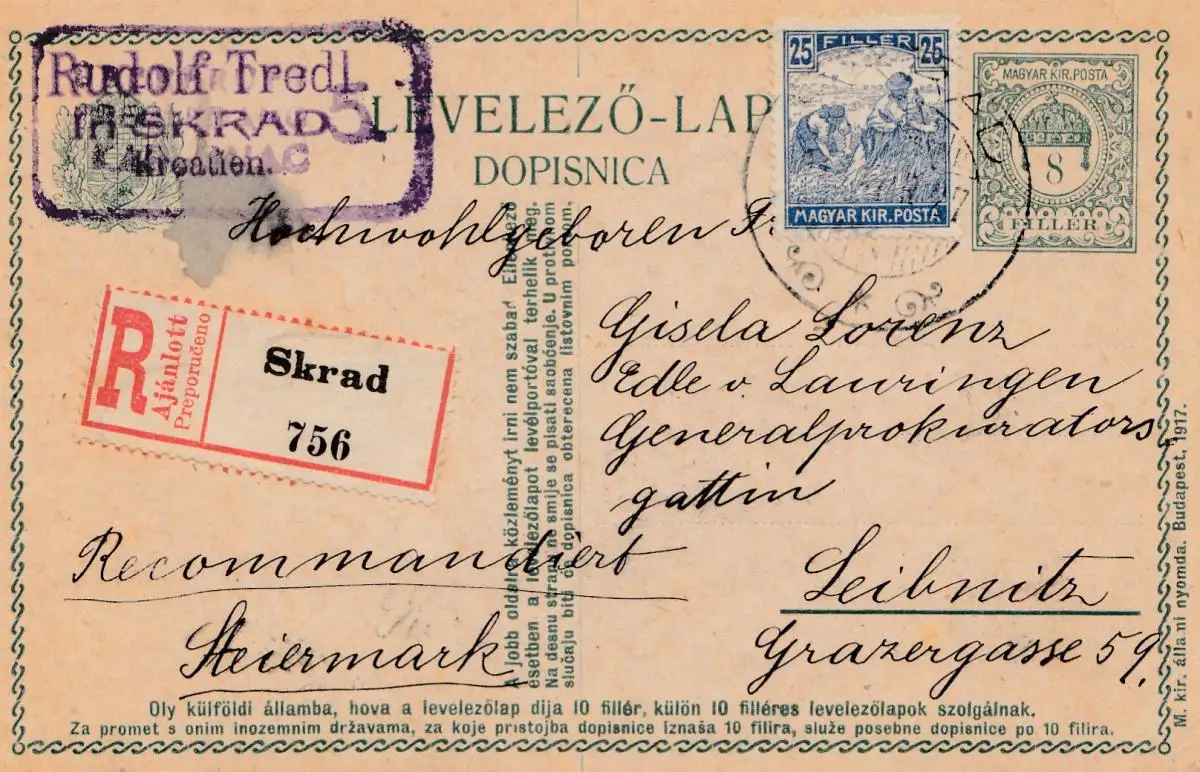 Rudolf Tredl
in SKRAD
Kroatien.
LEVELEZŐ-LAP
DOPISNICA
25 FILLER 25
MAGYAR KIR. POSTA
MAGYAR KIR. POSTA
8
FILLÉR
Hochwohlgeboren Fr.
Gisela Lorenz
Edle v. Lauringen
Generalprokurators
gattin
Leibnitz
Grazergasse 59.
R
Ajánlott
Preporučeno
Skrad
756
Recommandiert
Steiermark
A jobb oldalra közleményt irni nem szabad
esetben a levelezőlapot levélportóval terhelik meg.
Na desnu stranu ne smije se pisati saobćenje. U protivnom
slučaju biti će dopisnica obterećena listovnim porom.
Oly külföldi államba, hova a levelezőlap dija 10 fillér, külön 10 filléres levelezőlapok szolgálnak.
Za promet s onim inozemnim državama, za koje pristojba dopisnice iznaša 10 filira, služe posebne dopisnice po 10 filira.
M. kir. állami nyomda. Budapest, 1917.